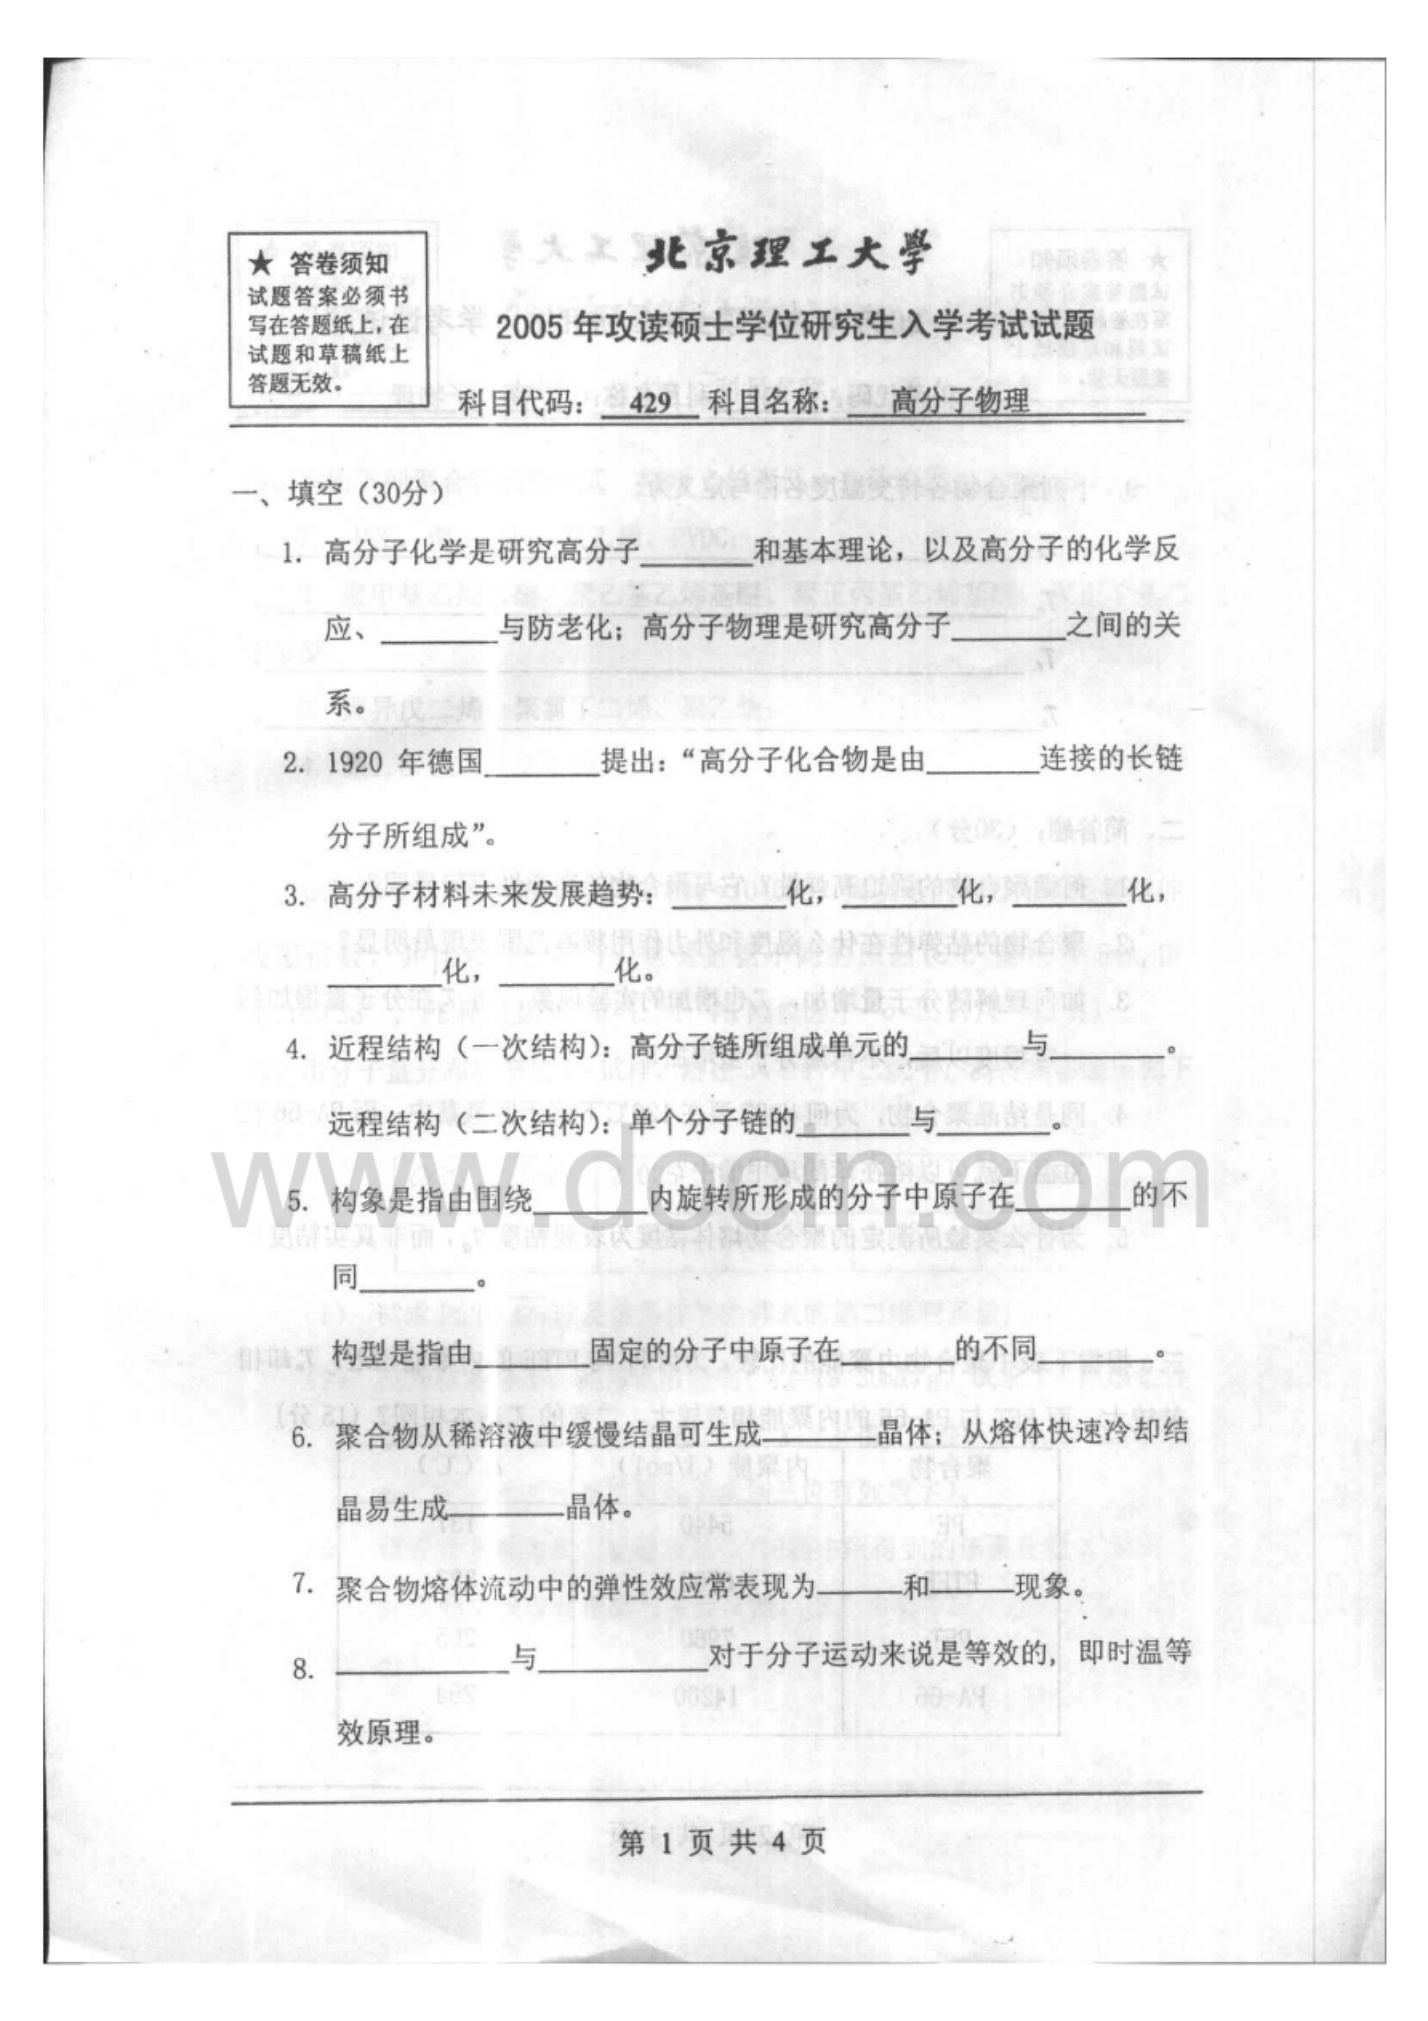 ★ 答卷须知
试题答案必须书
写在答题纸上,在
试题和草稿纸上
答题无效。
北京理工大学
2005 年攻读硕士学位研究生入学考试试题
科目代码: 429 科目名称: 高分子物理
一、填空（30分）
1. 高分子化学是研究高分子________和基本理论，以及高分子的化学反
应、________与防老化；高分子物理是研究高分子________之间的关
系。
2. 1920 年德国________提出：“高分子化合物是由________连接的长链
分子所组成”。
3. 高分子材料未来发展趋势：________化，________化，________化，
________化，________化。
4. 近程结构（一次结构）：高分子链所组成单元的________与________。
远程结构（二次结构）：单个分子链的________与________。
5. 构象是指由围绕________内旋转所形成的分子中原子在________的不
同________。
构型是指由________固定的分子中原子在________的不同________。
6. 聚合物从稀溶液中缓慢结晶可生成________晶体；从熔体快速冷却结
晶易生成________晶体。
7. 聚合物熔体流动中的弹性效应常表现为______和______现象。
8. ____________与____________对于分子运动来说是等效的，即时温等
效原理。
第 1 页 共 4 页
www.docin.com